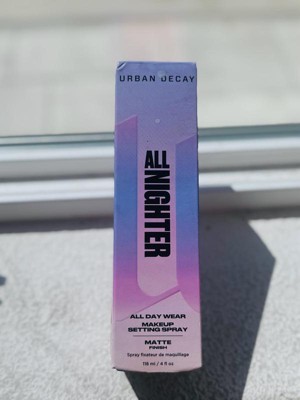 URBAN DECAY
ALL
NIGHTER
ALL DAY WEAR
MAKEUP
SETTING SPRAY
MATTE
FINISH
Spray fixateur de maquillage
118 ml / 4 fl oz